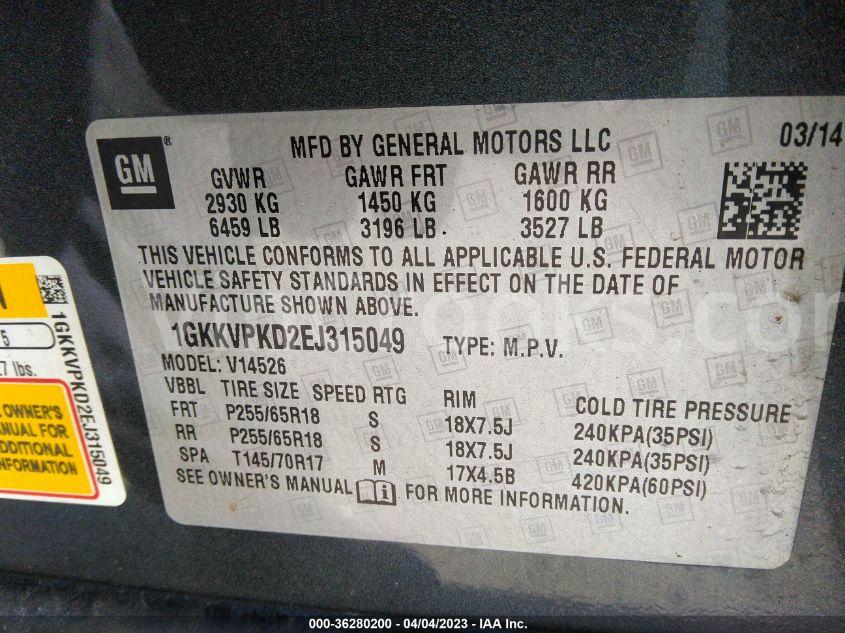 GM
MFD BY GENERAL MOTORS LLC 03/14
GVWR GAWR FRT GAWR RR
2930 KG 1450 KG 1600 KG
6459 LB 3196 LB. 3527 LB
THIS VEHICLE CONFORMS TO ALL APPLICABLE U.S. FEDERAL MOTOR
VEHICLE SAFETY STANDARDS IN EFFECT ON THE DATE OF
MANUFACTURE SHOWN ABOVE.
1GKKVPKD2EJ315049 TYPE: M.P.V.
MODEL: V14526
VBBL TIRE SIZE SPEED RTG RIM COLD TIRE PRESSURE
FRT P255/65R18 S 18X7.5J 240KPA(35PSI)
RR P255/65R18 S 18X7.5J 240KPA(35PSI)
SPA T145/70R17 M 17X4.5B 420KPA(60PSI)
SEE OWNER'S MANUAL FOR MORE INFORMATION.
N
5
7 lbs.
OWNER'S
MANUAL FOR
ADDITIONAL
INFORMATION
1GKKVPKD2EJ315049
000-36280200 - 04/04/2023 - IAA Inc.